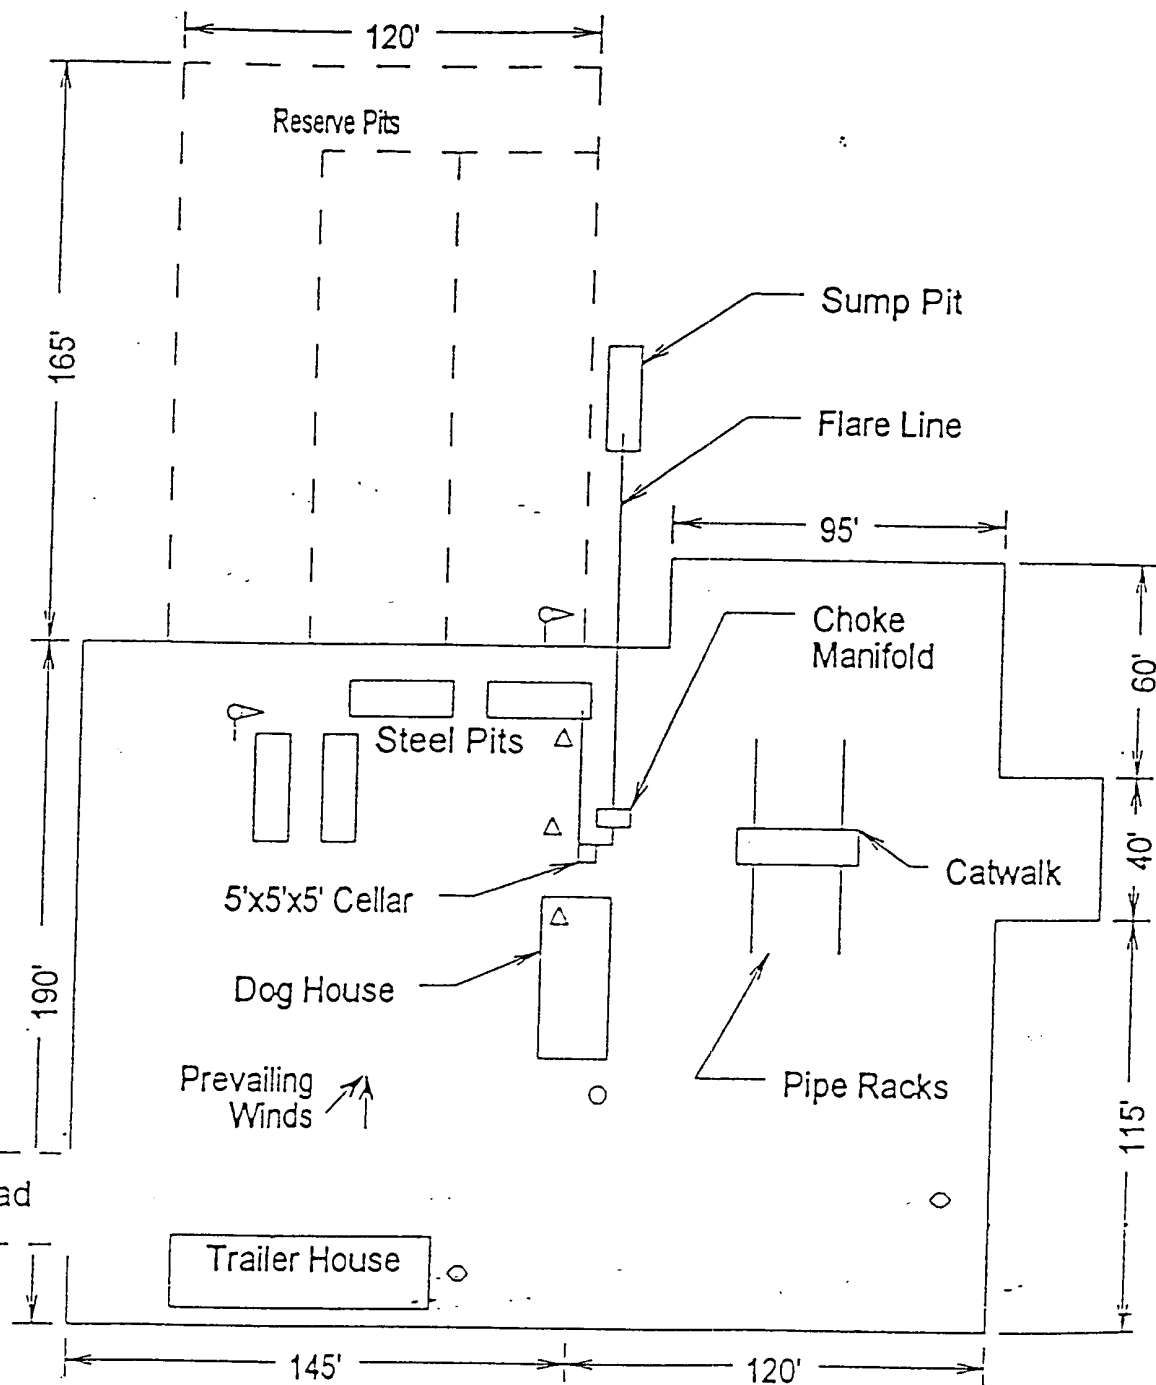 120'
Reserve Pits
165'
Sump Pit
Flare Line
95'
Choke
Manifold
60'
Steel Pits
40'
Catwalk
5'x5'x5' Cellar
Dog House
190'
Prevailing
Winds
Pipe Racks
115'
ad
Trailer House
145'
120'